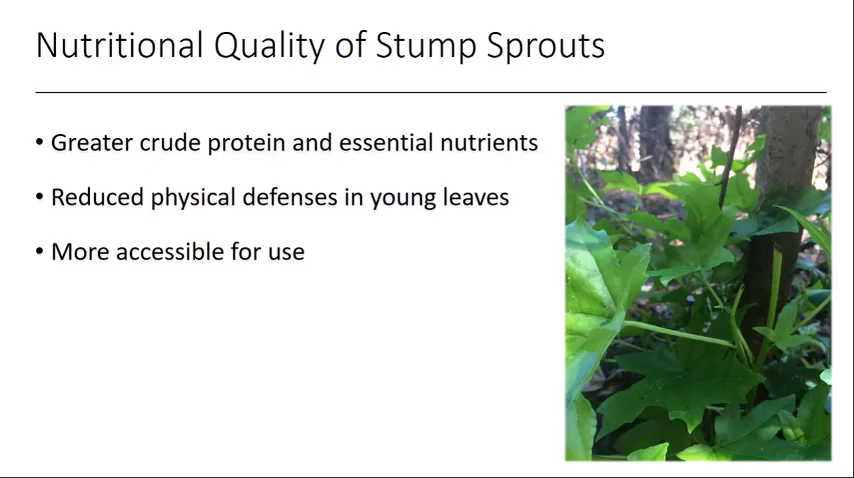 Nutritional Quality of Stump Sprouts
• Greater crude protein and essential nutrients
• Reduced physical defenses in young leaves
• More accessible for use